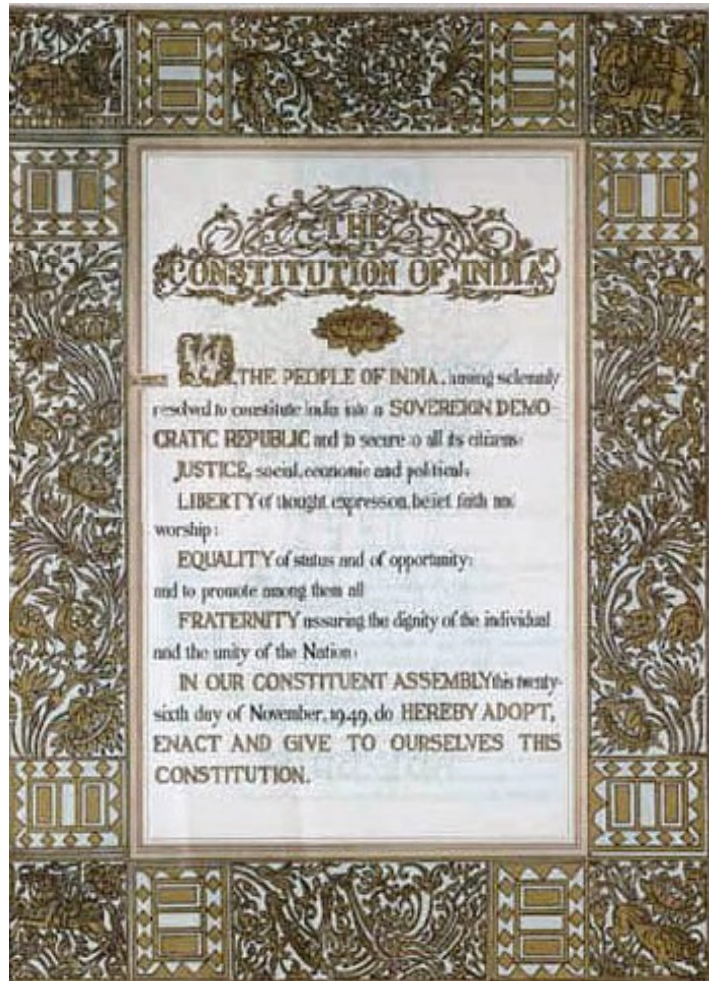 THE
CONSTITUTION OF INDIA
WE, THE PEOPLE OF INDIA, having solemnly
resolved to constitute India into a SOVEREIGN DEMO
CRATIC REPUBLIC and to secure to all its citizens:
JUSTICE, social, economic and political;
LIBERTY of thought, expression, belief, faith and
worship;
EQUALITY of status and of opportunity;
and to promote among them all
FRATERNITY assuring the dignity of the individual
and the unity of the Nation;
IN OUR CONSTITUENT ASSEMBLY this twenty-
sixth day of November, 1949, do HEREBY ADOPT,
ENACT AND GIVE TO OURSELVES THIS
CONSTITUTION.